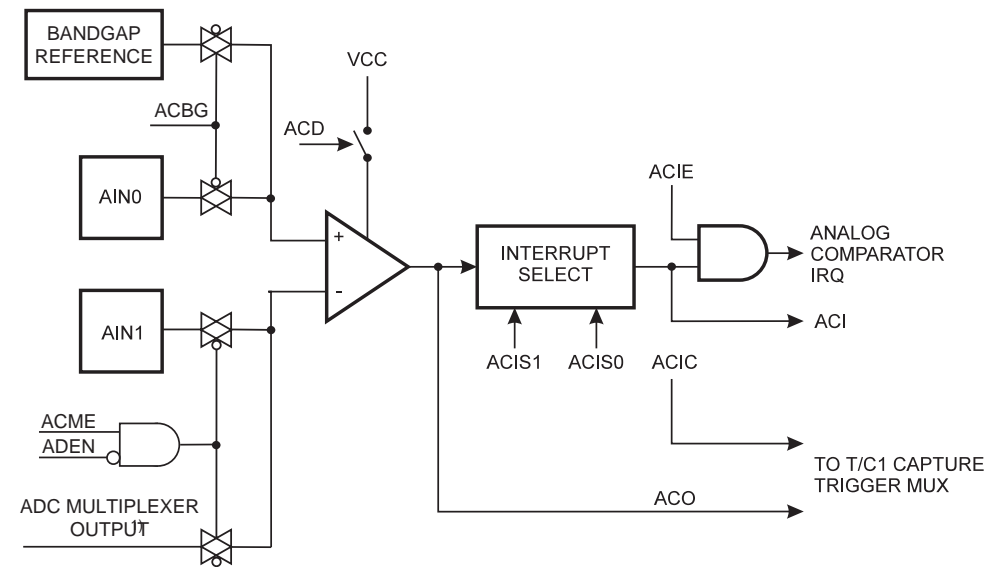 BANDGAP
REFERENCE
VCC
ACBG
ACD
AIN0
ACIE
+
INTERRUPT
SELECT
ANALOG
COMPARATOR
IRQ
-
AIN1
ACI
ACIS1
ACIS0
ACIC
ACME
ADEN
TO T/C1 CAPTURE
TRIGGER MUX
ADC MULTIPLEXER
OUTPUT 1)
ACO